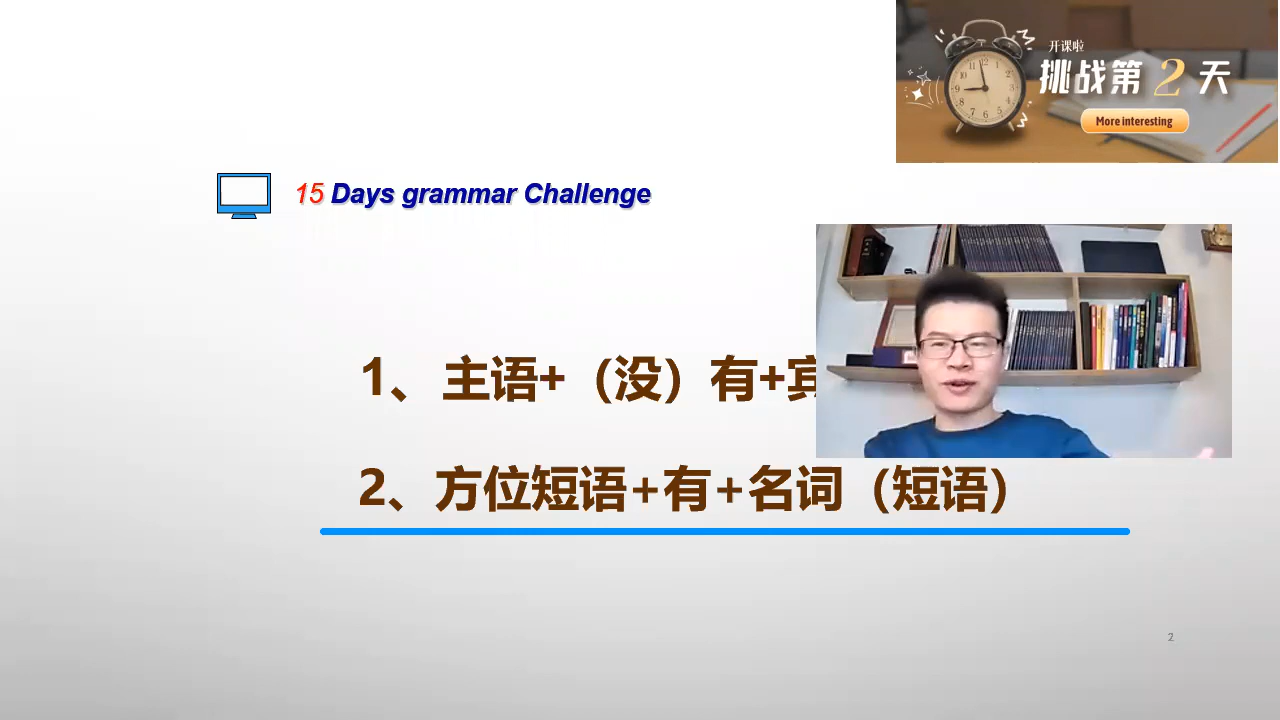 开课啦
挑战第2天
More interesting
15 Days grammar Challenge
1、主语+（没）有+宾
2、方位短语+有+名词（短语）
2